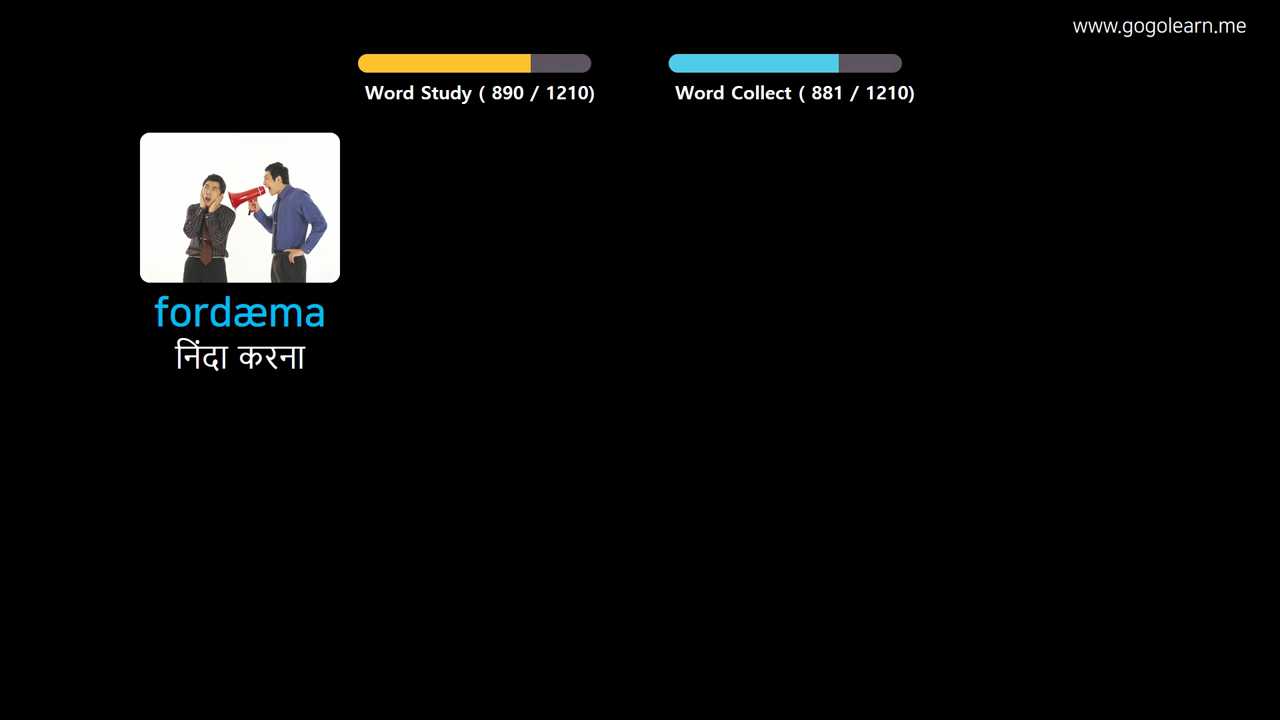 www.gogolearn.me
Word Study ( 890 / 1210)
Word Collect ( 881 / 1210)
fordæma
निंदा करना